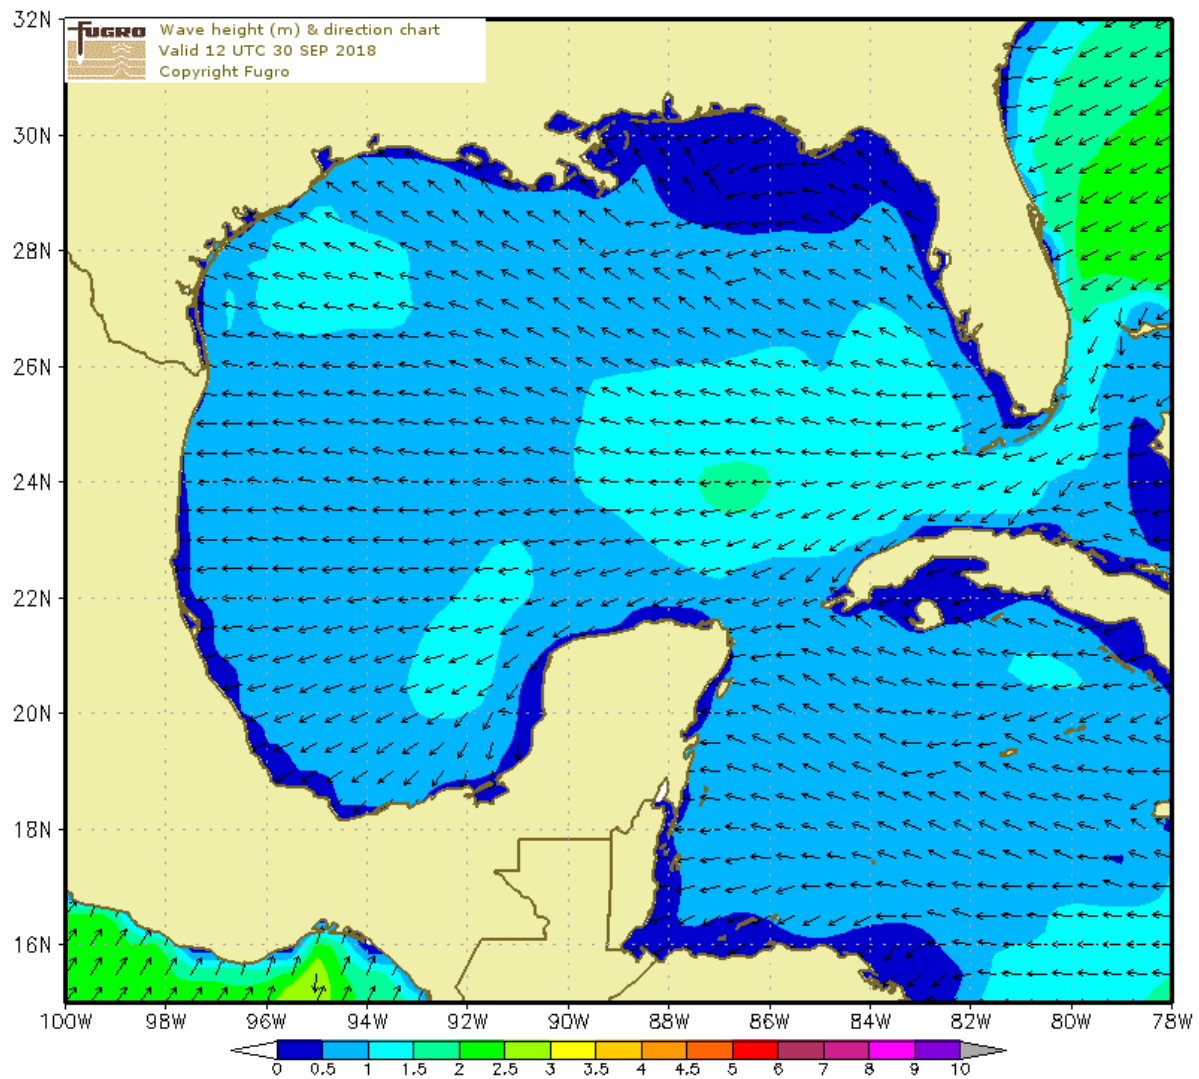 32N
FUGRO
Wave height (m) & direction chart
Valid 12 UTC 30 SEP 2018
Copyright Fugro
30N
28N
26N
24N
22N
20N
18N
16N
100W 98W 96W 94W 92W 90W 88W 86W 84W 82W 80W 78W
0 0.5 1 1.5 2 2.5 3 3.5 4 4.5 5 6 7 8 9 10